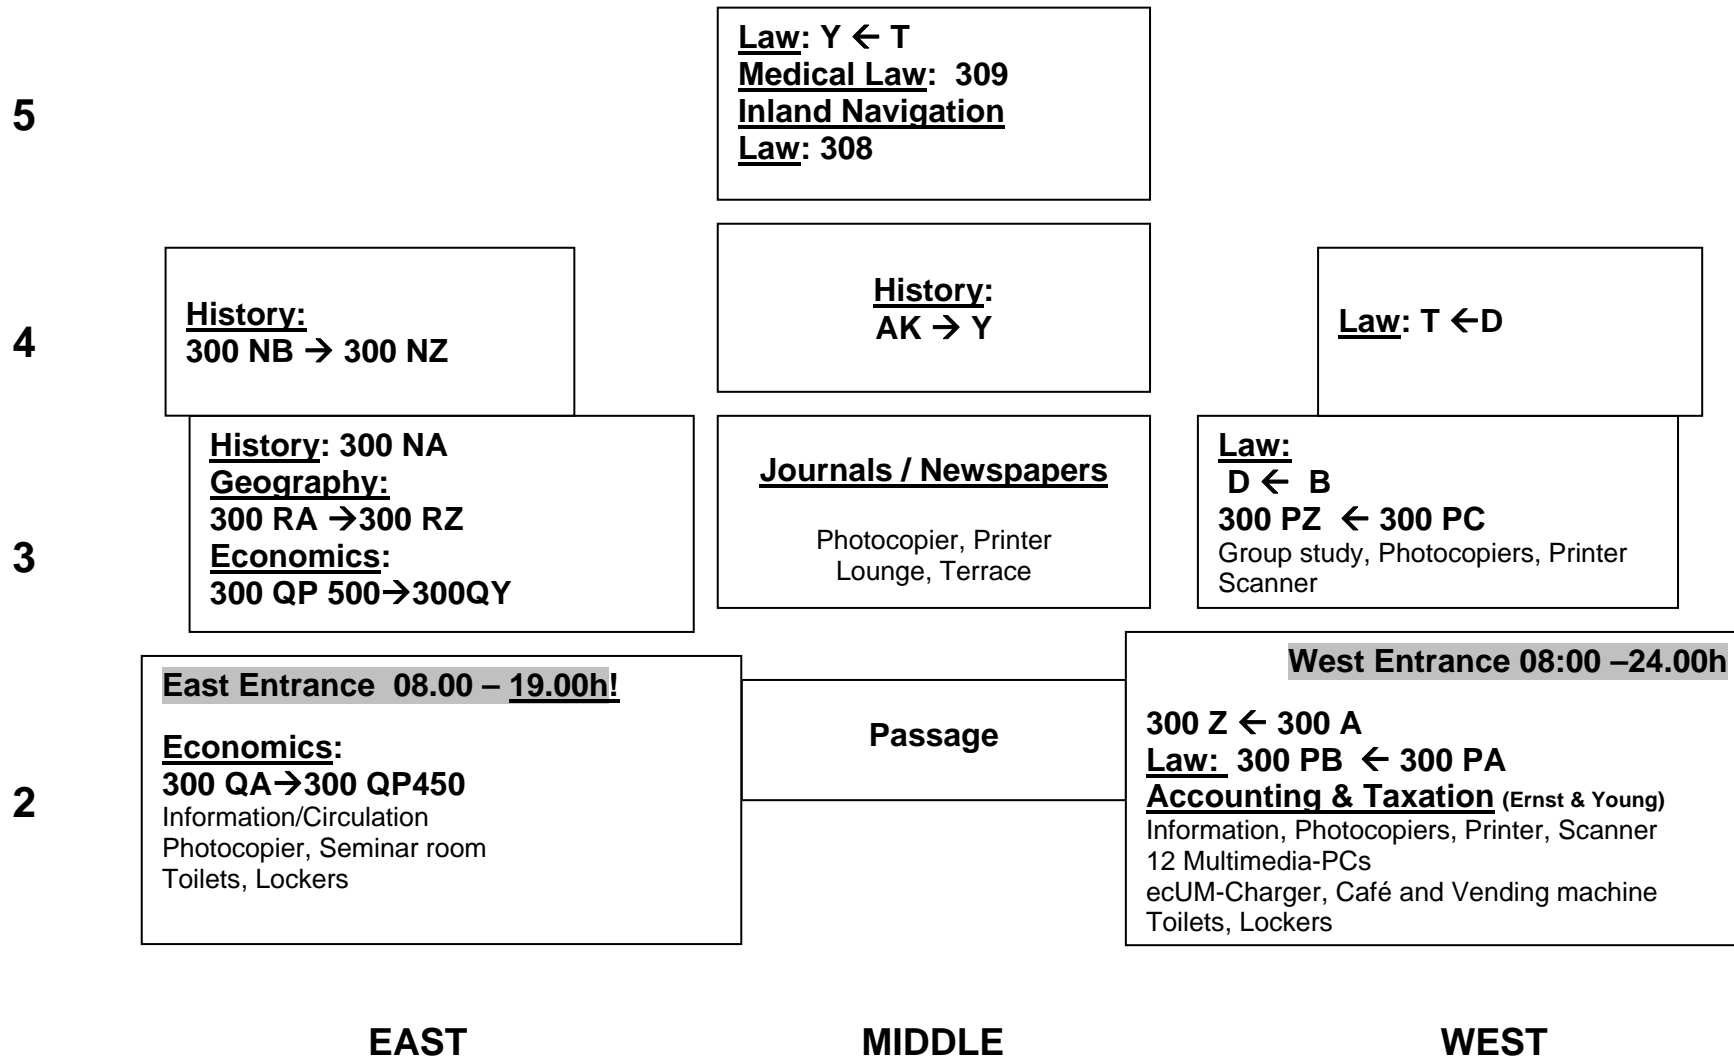 5
Law: Y ← T
Medical Law: 309
Inland Navigation
Law: 308
4
History:
300 NB → 300 NZ
History:
AK → Y
Law: T ←D
3
History: 300 NA
Geography:
300 RA →300 RZ
Economics:
300 QP 500→300QY
Journals / Newspapers
Photocopier, Printer
Lounge, Terrace
Law:
D ← B
300 PZ ← 300 PC
Group study, Photocopiers, Printer
Scanner
2
East Entrance 08.00 – 19.00h!
Economics:
300 QA→300 QP450
Information/Circulation
Photocopier, Seminar room
Toilets, Lockers
Passage
West Entrance 08:00 –24.00h
300 Z ← 300 A
Law: 300 PB ← 300 PA
Accounting & Taxation (Ernst & Young)
Information, Photocopiers, Printer, Scanner
12 Multimedia-PCs
ecUM-Charger, Café and Vending machine
Toilets, Lockers
EAST
MIDDLE
WEST